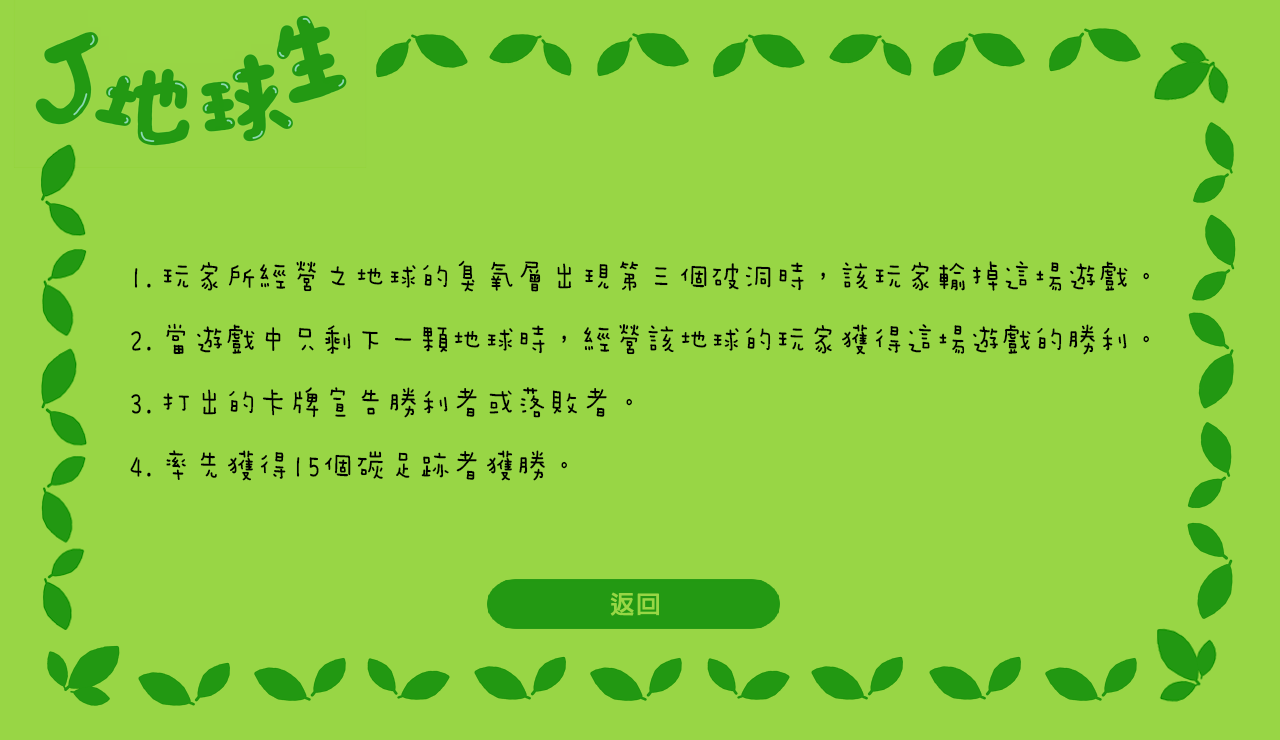 J地球生
1. 玩家所經營之地球的臭氧層出現第三個破洞時，該玩家輸掉這場遊戲。
2. 當遊戲中只剩下一顆地球時，經營該地球的玩家獲得這場遊戲的勝利。
3. 打出的卡牌宣告勝利者或落敗者。
4. 率先獲得15個碳足跡者獲勝。
返回